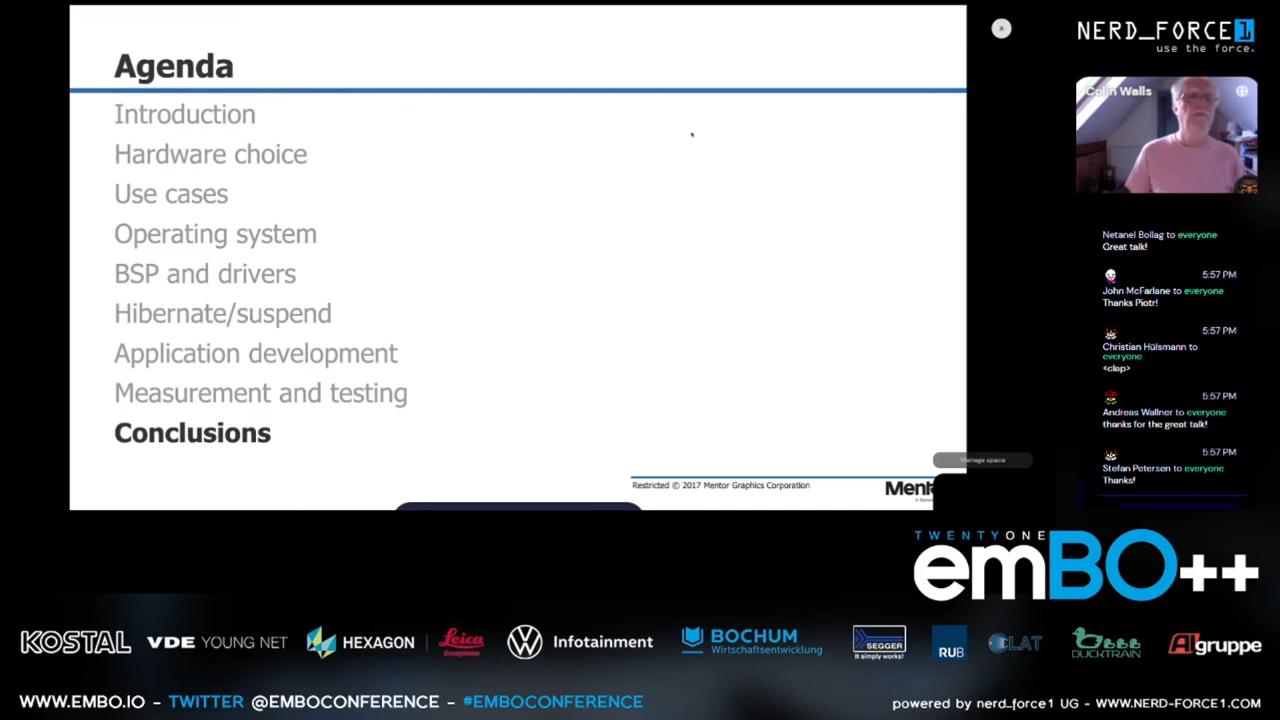 Agenda
Introduction
Hardware choice
Use cases
Operating system
BSP and drivers
Hibernate/suspend
Application development
Measurement and testing
Conclusions
Restricted © 2017 Mentor Graphics Corporation
Ment
Manage space
NERD_FORCE1
use the force.
Colin Walls
Netanel Bollag to everyone
Great talk!
5:57 PM
John McFarlane to everyone
Thanks Piotr!
5:57 PM
Christian Hülsmann to
everyone
<clap>
5:57 PM
Andreas Wallner to everyone
thanks for the great talk!
5:57 PM
Stefan Petersen to everyone
Thanks!
TWENTYONE
emBO++
KOSTAL
VDE YOUNG NET
HEXAGON
Leica
Geosystems
Infotainment
BOCHUM
Wirtschaftsentwicklung
SEGGER
It simply works!
RUB
LAT
DUCKTRAIN
AIgruppe
WWW.EMBO.IO - TWITTER @EMBOCONFERENCE - #EMBOCONFERENCE
powered by nerd_force1 UG - WWW.NERD-FORCE1.COM